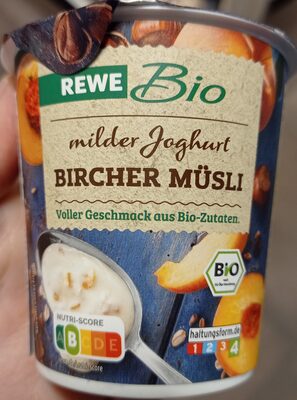 REWE Bio
milder Joghurt
BIRCHER MÜSLI
Voller Geschmack aus Bio-Zutaten.
BIO
NUTRI-SCORE
A B C D E
haltungsform.de
1 2 3 4